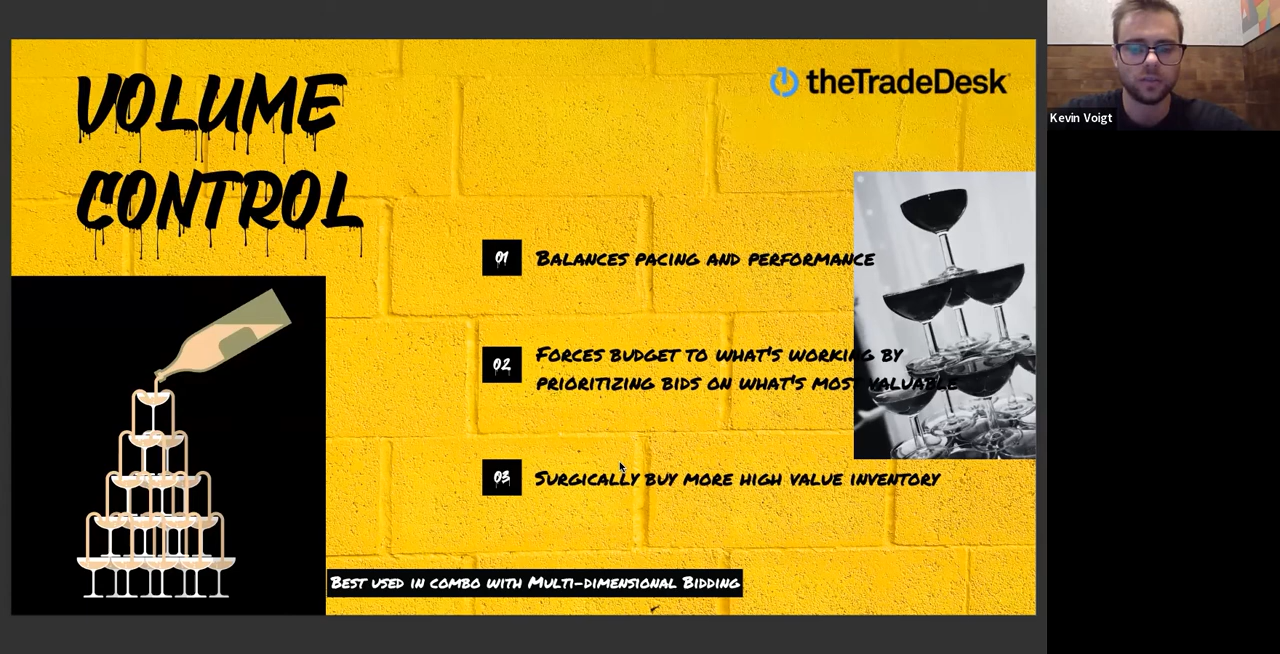 VOLUME
CONTROL
theTradeDesk
Kevin Voigt
01 BALANCES PACING AND PERFORMANCE
02 FORCES BUDGET TO WHAT'S WORKING BY
PRIORITIZING BIDS ON WHAT'S MOST VALUABLE
03 SURGICALLY BUY MORE HIGH VALUE INVENTORY
BEST USED IN COMBO WITH MULTI-DIMENSIONAL BIDDING